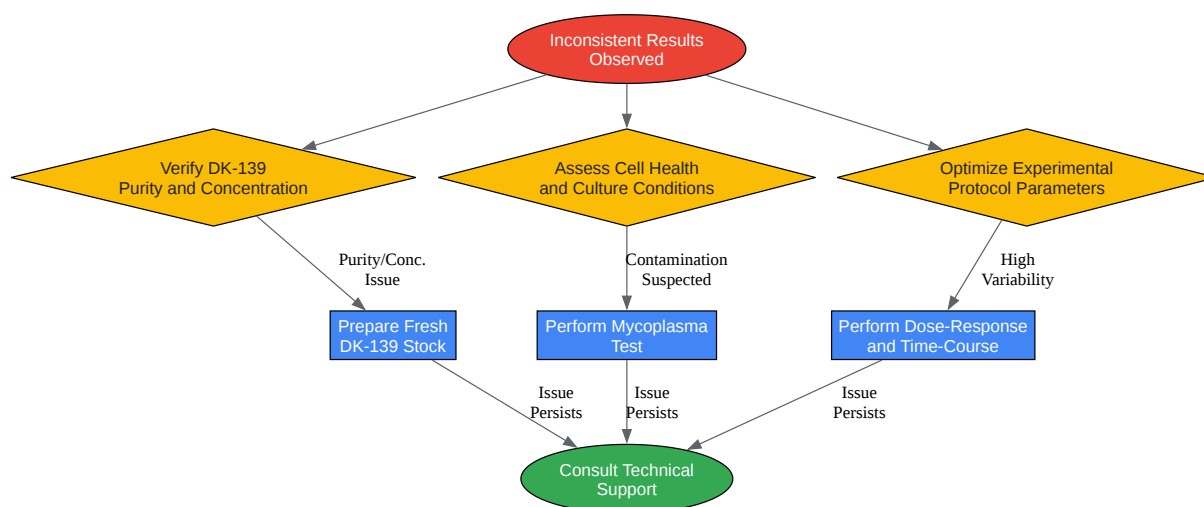 Inconsistent Results
Observed
Verify DK-139
Purity and Concentration
Assess Cell Health
and Culture Conditions
Optimize Experimental
Protocol Parameters
Purity/Conc.
Issue
Contamination
Suspected
High
Variability
Prepare Fresh
DK-139 Stock
Perform Mycoplasma
Test
Perform Dose-Response
and Time-Course
Issue
Persists
Issue
Persists
Issue
Persists
Consult Technical
Support